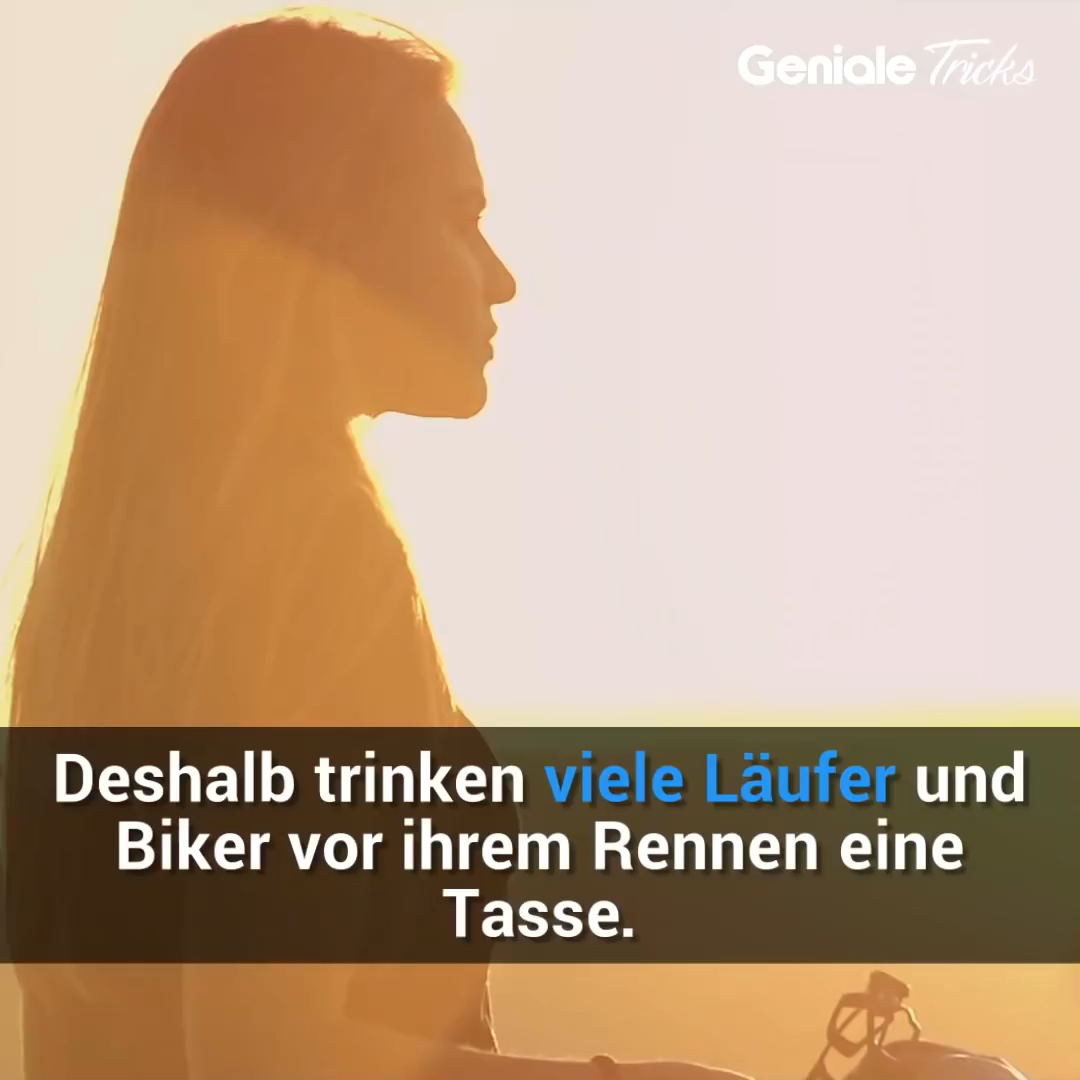 Geniale Tricks
Deshalb trinken viele Läufer und
Biker vor ihrem Rennen eine
Tasse.